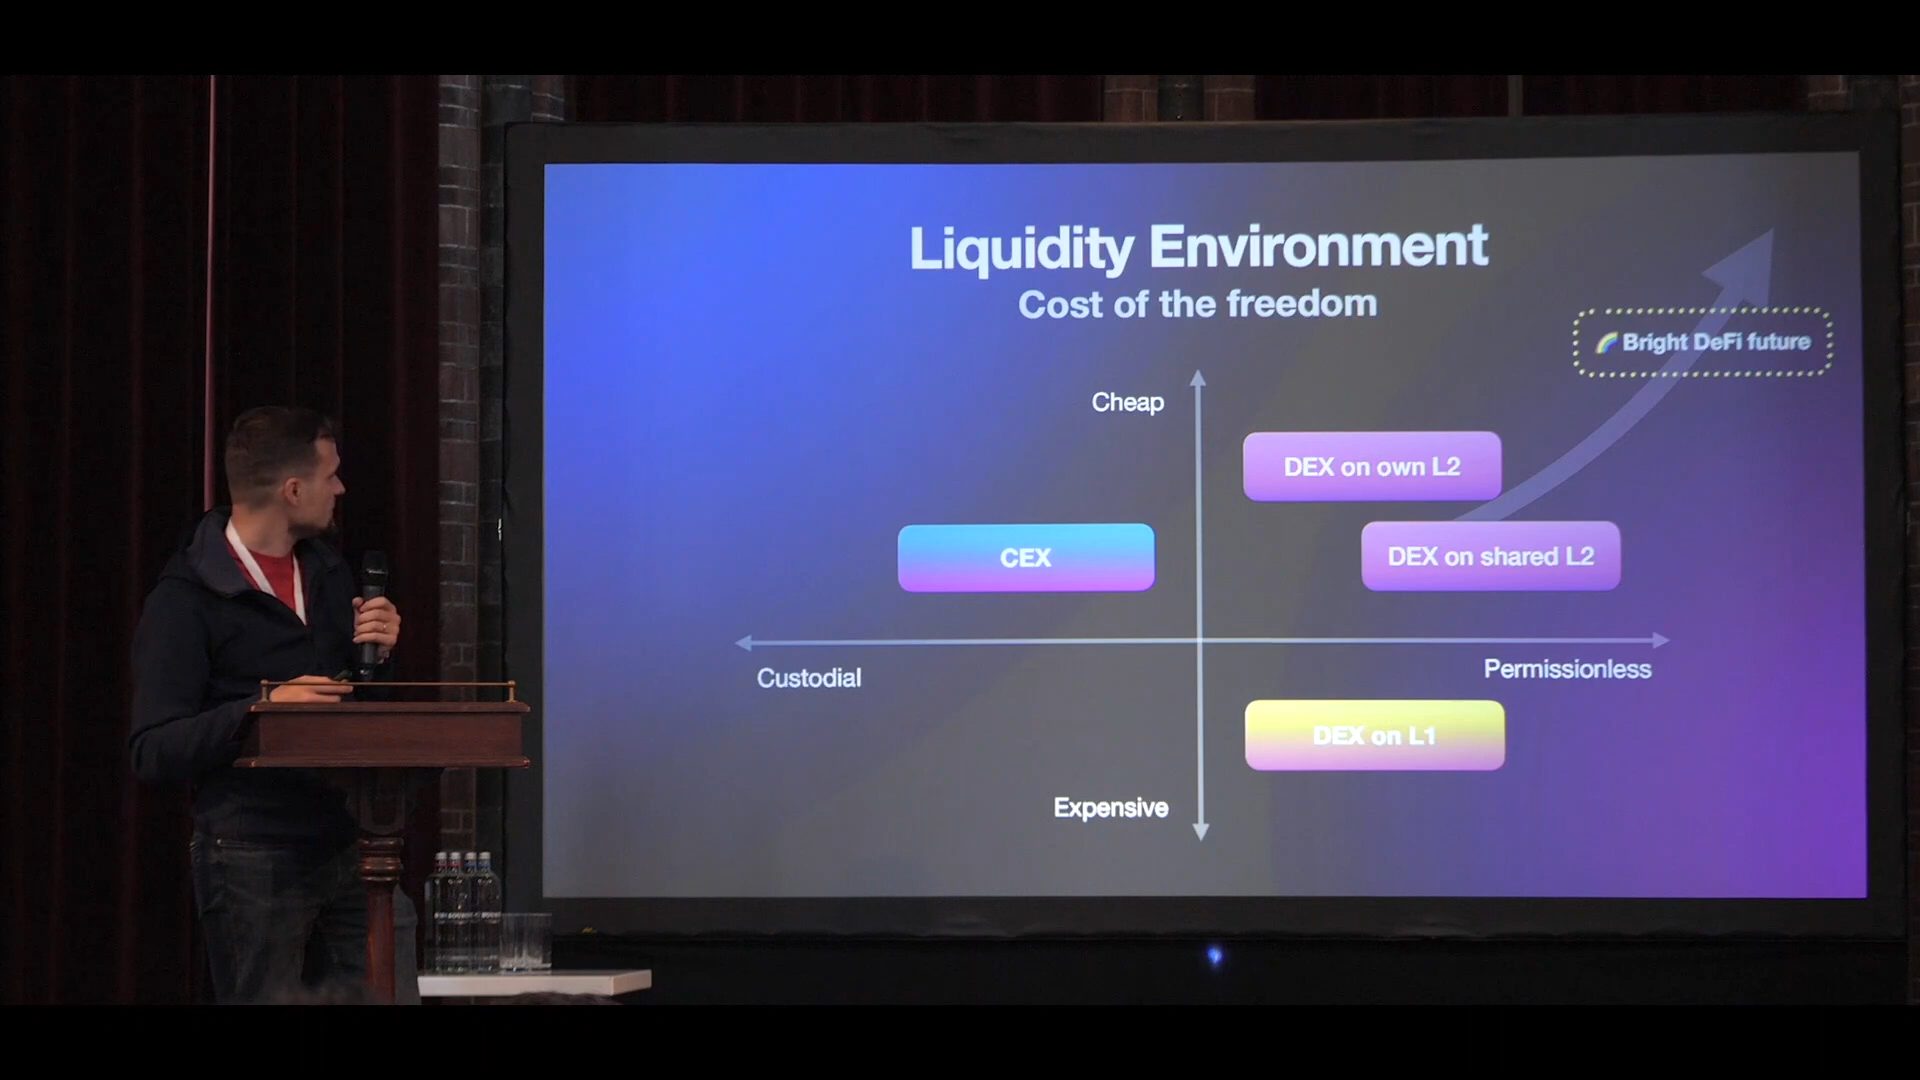 Liquidity Environment
Cost of the freedom
🌈 Bright DeFi future
Cheap
DEX on own L2
CEX
DEX on shared L2
Custodial
Permissionless
DEX on L1
Expensive